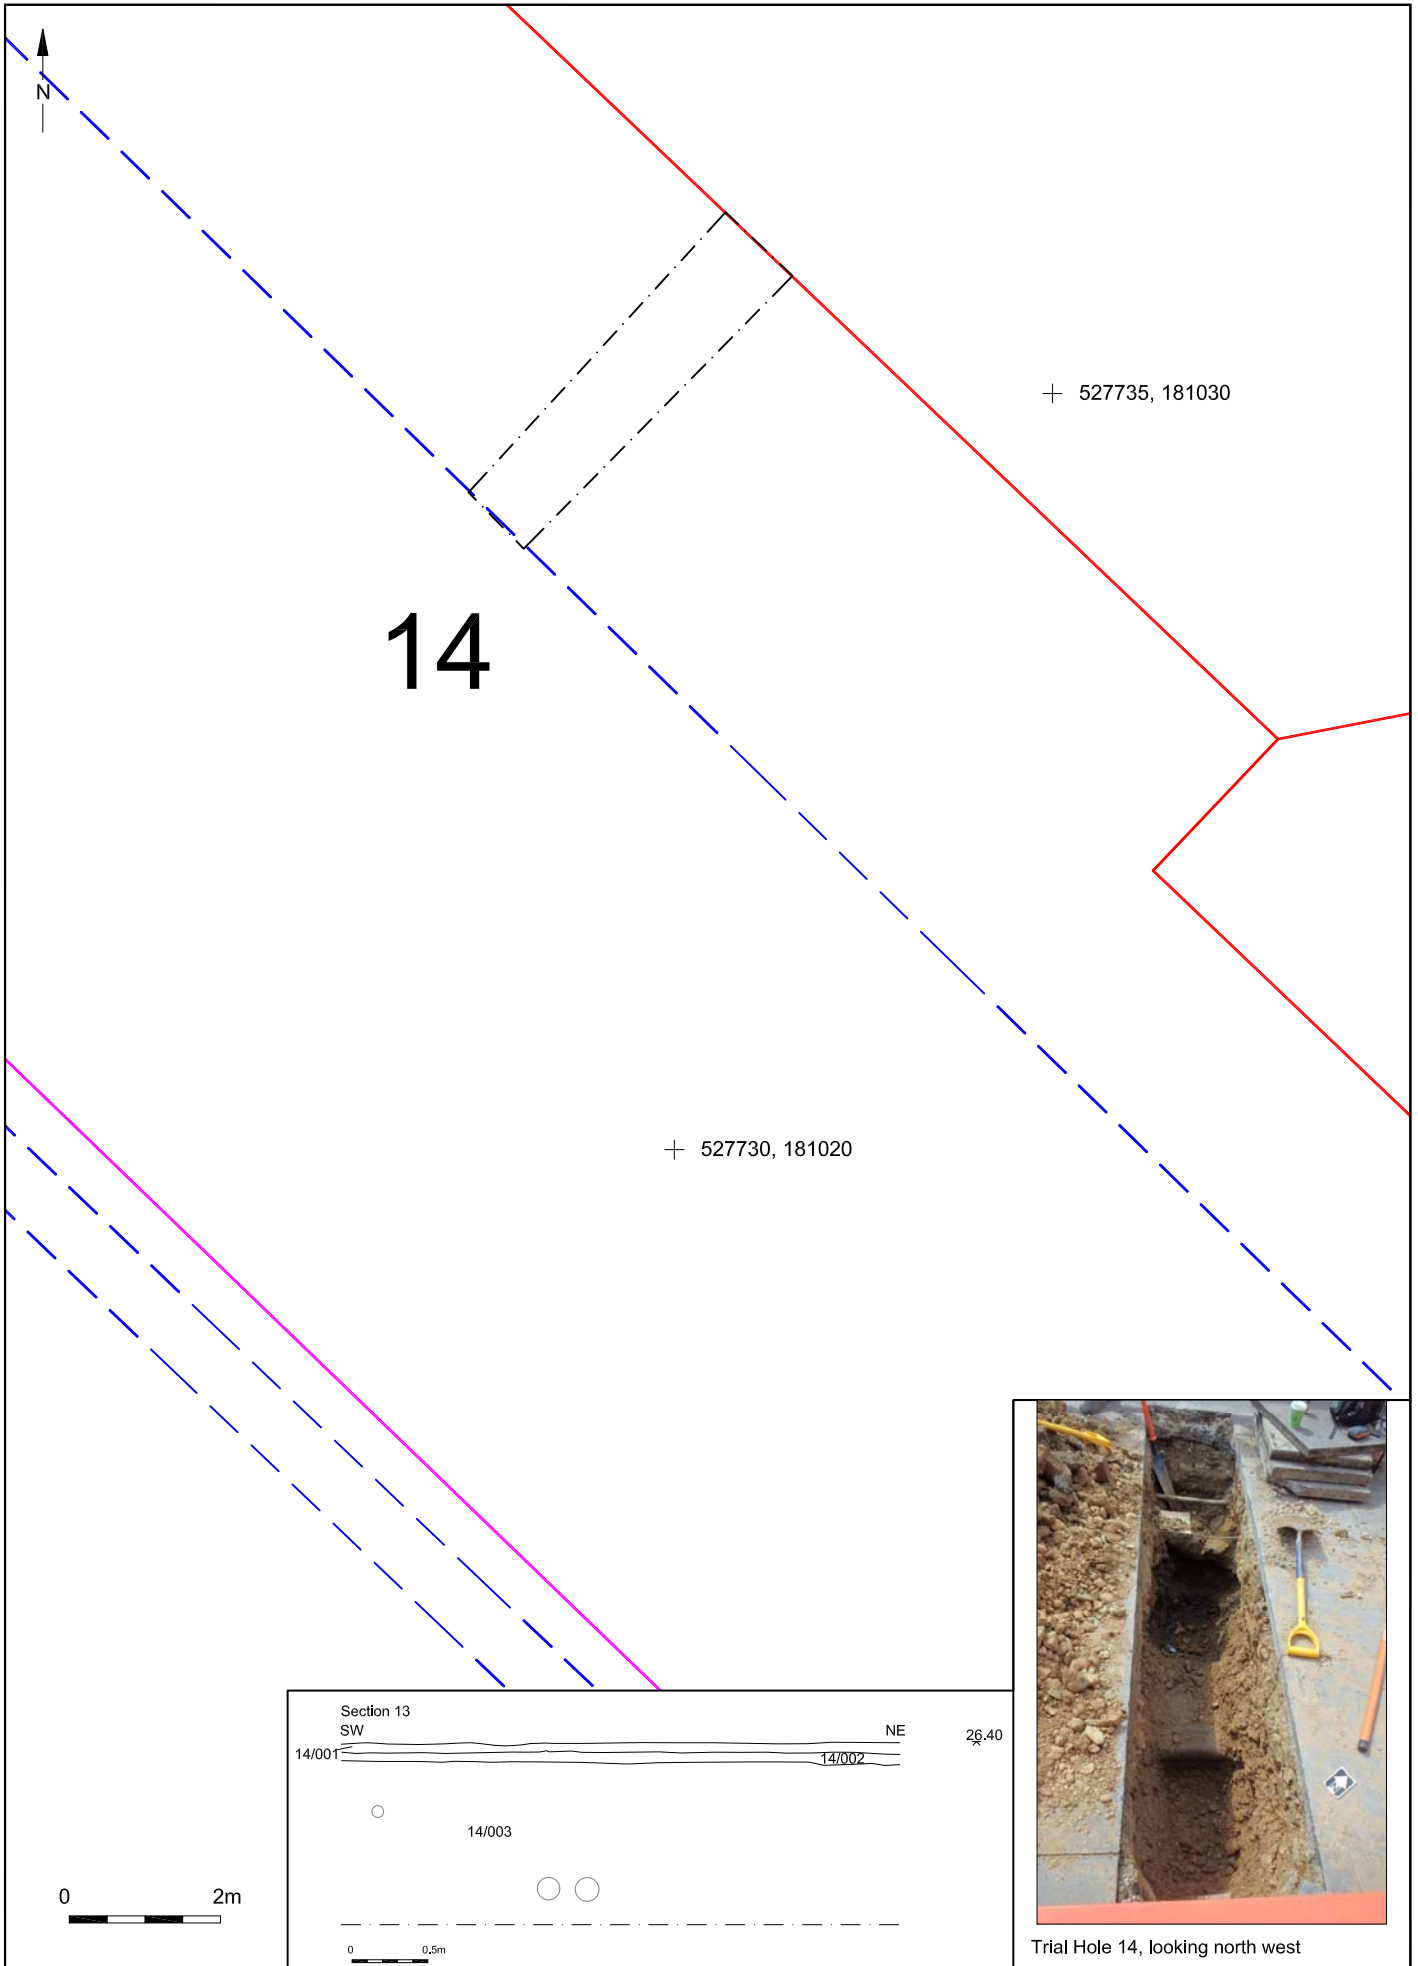 N
527735, 181030
14
527730, 181020
Section 13
SW
NE
26.40
14/001
14/002
14/003
0 2m
0 0.5m
Trial Hole 14, looking north west